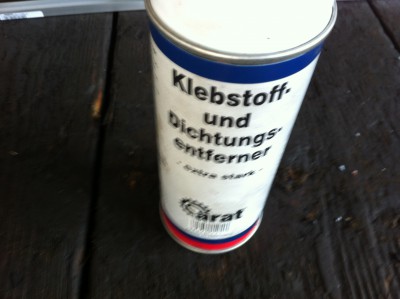 Klebstoff-
und
Dichtungs-
entferner
- extra stark -
Carat